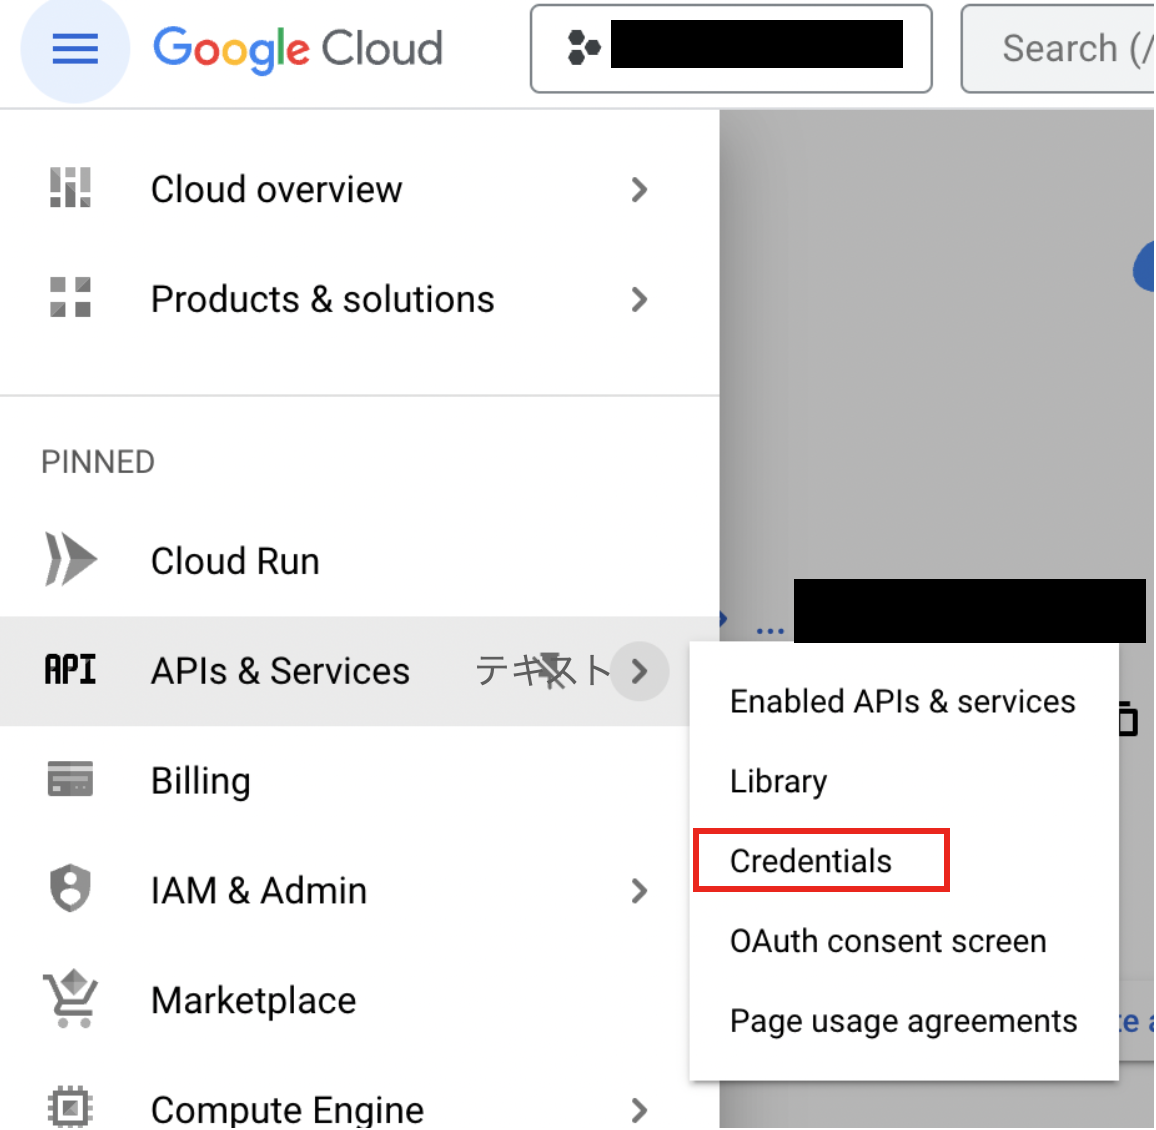 Google Cloud
Search (/
Cloud overview
Products & solutions
PINNED
Cloud Run
...
API APIs & Services テキスト
Enabled APIs & services
Billing
Library
Credentials
IAM & Admin
OAuth consent screen
Marketplace
Page usage agreements
te a
Compute Engine